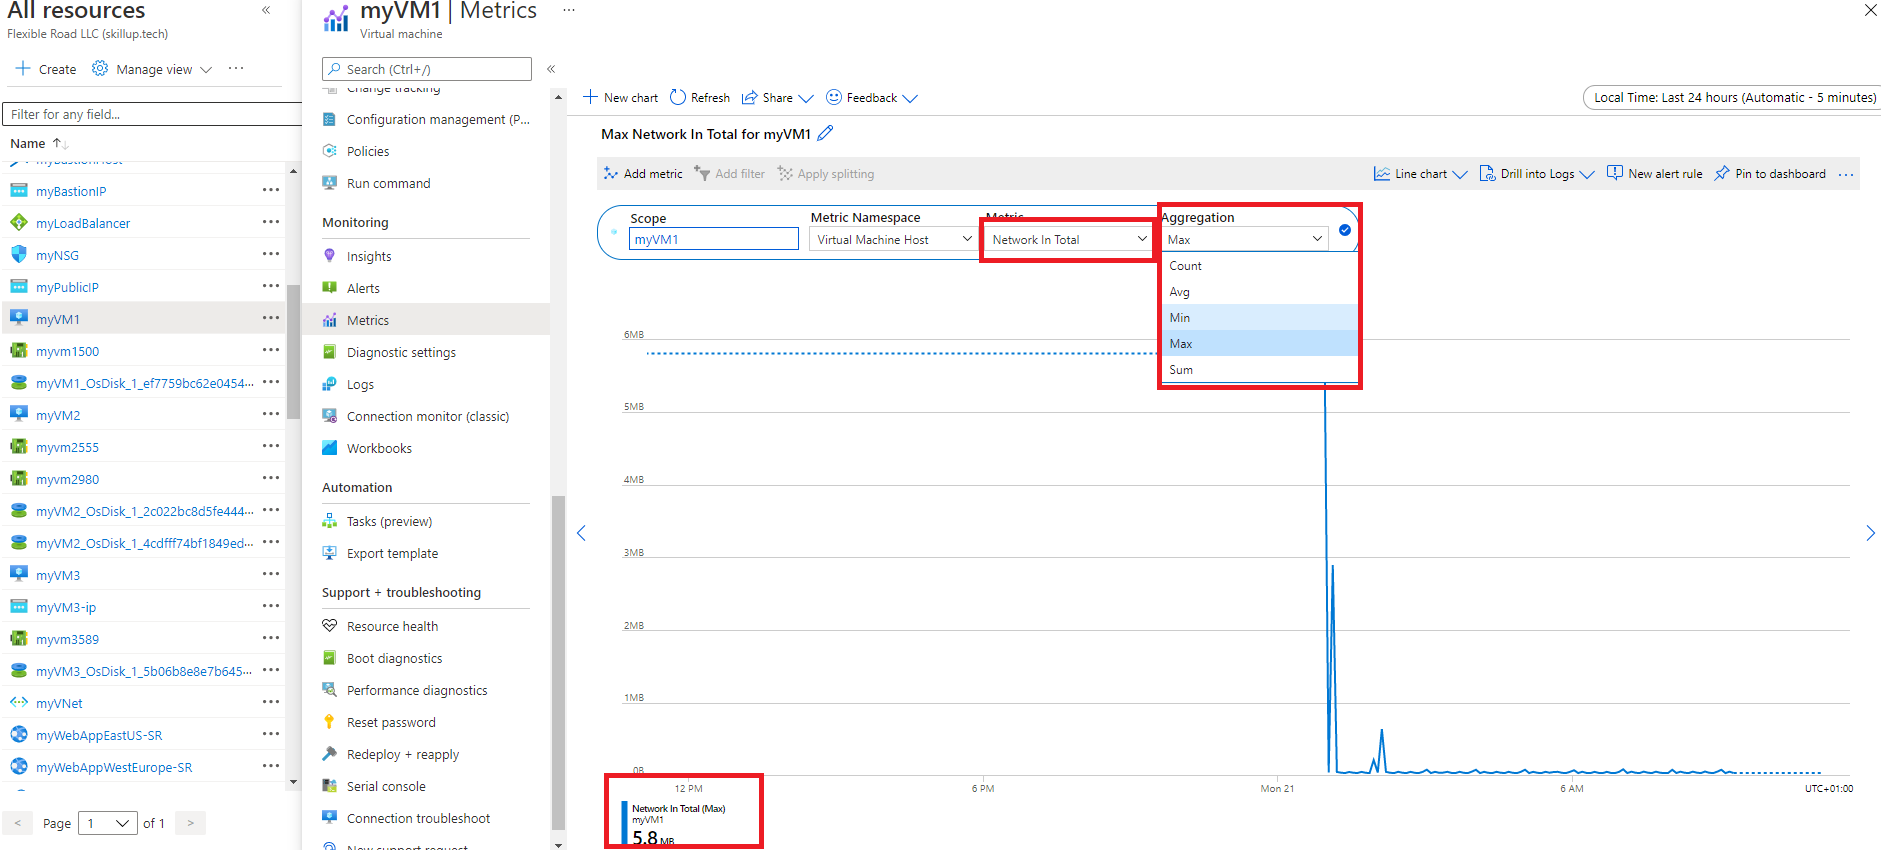 All resources
«
Flexible Road LLC (skillup.tech)
Create
Manage view
···
Filter for any field...
Name
myBastionHost
myBastionIP
myLoadBalancer
myNSG
myPublicIP
myVM1
myvm1500
myVM1_OsDisk_1_ef7759bc62e0454...
myVM2
myvm2555
myvm2980
myVM2_OsDisk_1_2c022bc8d5fe444...
myVM2_OsDisk_1_4cdfff74bf1849ed...
myVM3
myVM3-ip
myvm3589
myVM3_OsDisk_1_5b06b8e8e7b645...
myVNet
myWebAppEastUS-SR
myWebAppWestEurope-SR
< Page 1 of 1 >
myVM1 | Metrics
···
Virtual machine
Search (Ctrl+/)
«
Change tracking
Configuration management (P...
Policies
Run command
Monitoring
Insights
Alerts
Metrics
Diagnostic settings
Logs
Connection monitor (classic)
Workbooks
Automation
Tasks (preview)
Export template
Support + troubleshooting
Resource health
Boot diagnostics
Performance diagnostics
Reset password
Redeploy + reapply
Serial console
Connection troubleshoot
New support request
New chart
Refresh
Share
Feedback
Local Time: Last 24 hours (Automatic - 5 minutes)
Max Network In Total for myVM1
Add metric
Add filter
Apply splitting
Line chart
Drill into Logs
New alert rule
Pin to dashboard
···
Scope
myVM1
Metric Namespace
Virtual Machine Host
Metric
Network In Total
Aggregation
Max
Count
Avg
Min
Max
Sum
6MB
5MB
4MB
3MB
2MB
1MB
0B
12 PM
6 PM
Mon 21
6 AM
UTC+01:00
Network In Total (Max)
myVM1
5.8 MB